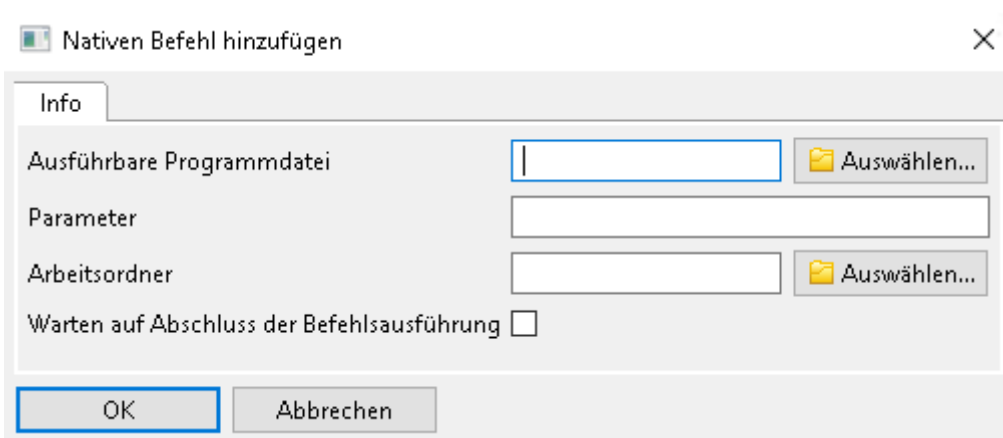 Nativen Befehl hinzufügen
Info
Ausführbare Programmdatei Auswählen...
Parameter
Arbeitsordner Auswählen...
Warten auf Abschluss der Befehlsausführung
OK Abbrechen